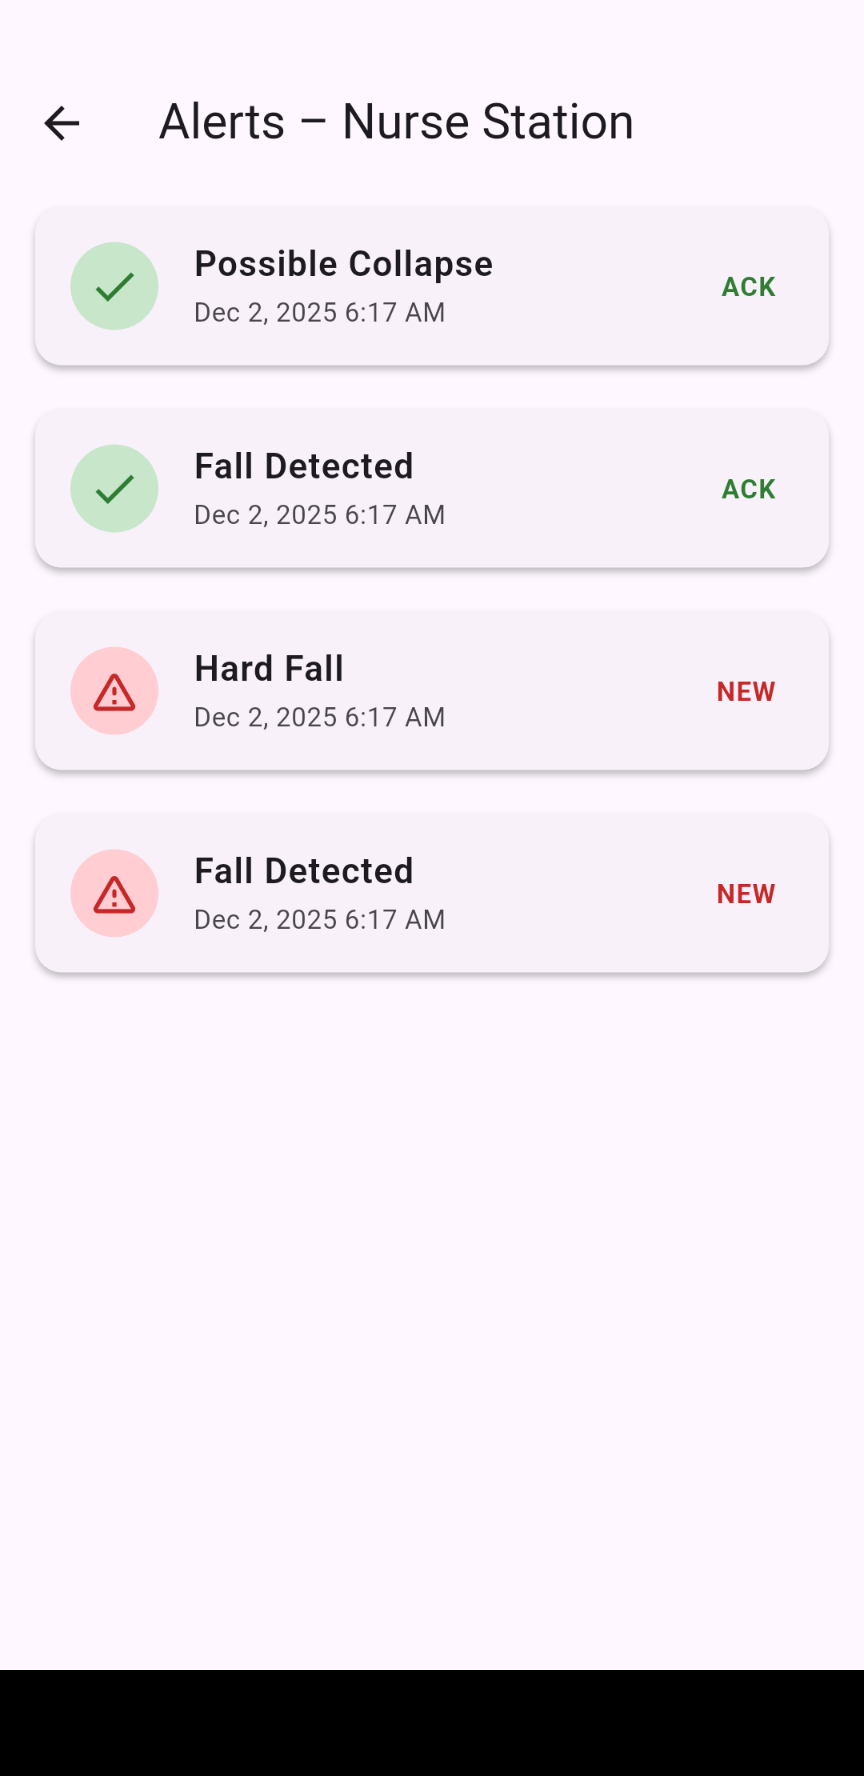 Alerts – Nurse Station
Possible Collapse
Dec 2, 2025 6:17 AM
ACK
Fall Detected
Dec 2, 2025 6:17 AM
ACK
Hard Fall
Dec 2, 2025 6:17 AM
NEW
Fall Detected
Dec 2, 2025 6:17 AM
NEW